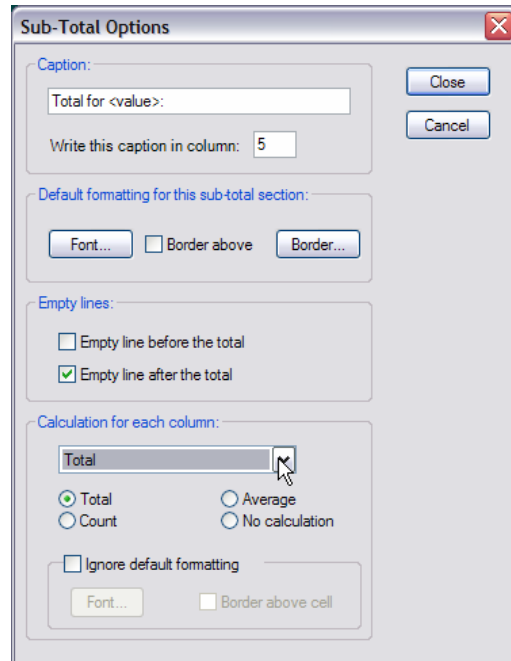 Sub-Total Options
Caption:
Total for <value>:
Write this caption in column: 5
Close
Cancel
Default formatting for this sub-total section:
Font... Border above Border...
Empty lines:
Empty line before the total
Empty line after the total
Calculation for each column:
Total
Total Average
Count No calculation
Ignore default formatting
Font... Border above cell